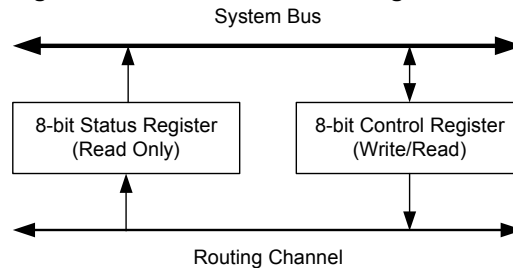 System Bus
8-bit Status Register
(Read Only)
8-bit Control Register
(Write/Read)
Routing Channel